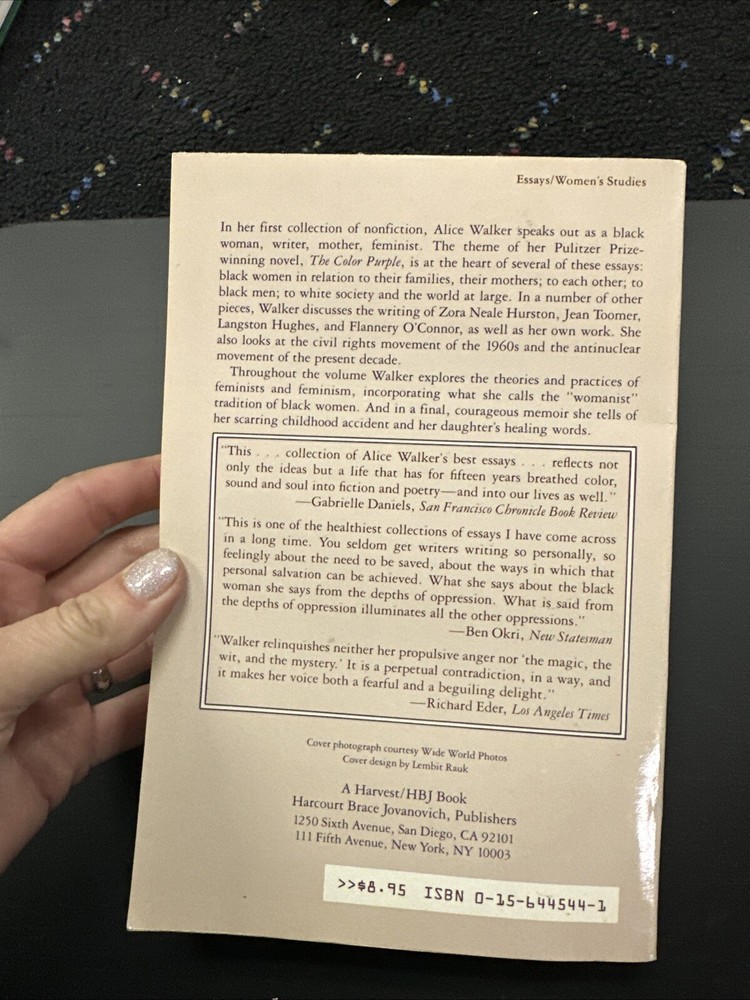 Essays/Women's Studies
In her first collection of nonfiction, Alice Walker speaks out as a black
woman, writer, mother, feminist. The theme of her Pulitzer Prize-
winning novel, The Color Purple, is at the heart of several of these essays:
black women in relation to their families, their mothers; to each other; to
black men; to white society and the world at large. In a number of other
pieces, Walker discusses the writing of Zora Neale Hurston, Jean Toomer,
Langston Hughes, and Flannery O'Connor, as well as her own work. She
also looks at the civil rights movement of the 1960s and the antinuclear
movement of the present decade.
Throughout the volume Walker explores the theories and practices of
feminists and feminism, incorporating what she calls the "womanist"
tradition of black women. And in a final, courageous memoir she tells of
her scarring childhood accident and her daughter's healing words.
"This . . . collection of Alice Walker's best essays . . . reflects not
only the ideas but a life that has for fifteen years breathed color,
sound and soul into fiction and poetry—and into our lives as well."
—Gabrielle Daniels, San Francisco Chronicle Book Review
"This is one of the healthiest collections of essays I have come across
in a long time. You seldom get writers writing so personally, so
feelingly about the need to be saved, about the ways in which that
personal salvation can be achieved. What she says about the black
woman she says from the depths of oppression. What is said from
the depths of oppression illuminates all the other oppressions."
—Ben Okri, New Statesman
"Walker relinquishes neither her propulsive anger nor 'the magic, the
wit, and the mystery.' It is a perpetual contradiction, in a way, and
it makes her voice both a fearful and a beguiling delight."
—Richard Eder, Los Angeles Times
Cover photograph courtesy Wide World Photos
Cover design by Lembit Rauk
A Harvest/HBJ Book
Harcourt Brace Jovanovich, Publishers
1250 Sixth Avenue, San Diego, CA 92101
111 Fifth Avenue, New York, NY 10003
>>$8.95 ISBN 0-15-644544-1